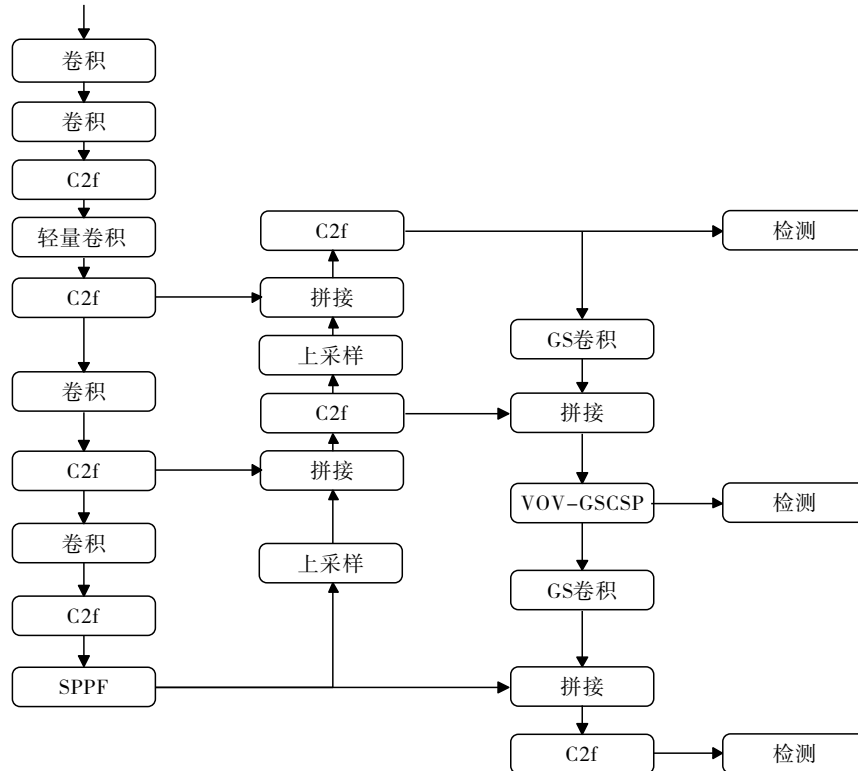 卷积
卷积
C2f
轻量卷积
C2f
卷积
C2f
卷积
C2f
SPPF
C2f
拼接
上采样
C2f
拼接
上采样
GS卷积
拼接
VOV-GSCSP
GS卷积
拼接
C2f
检测
检测
检测